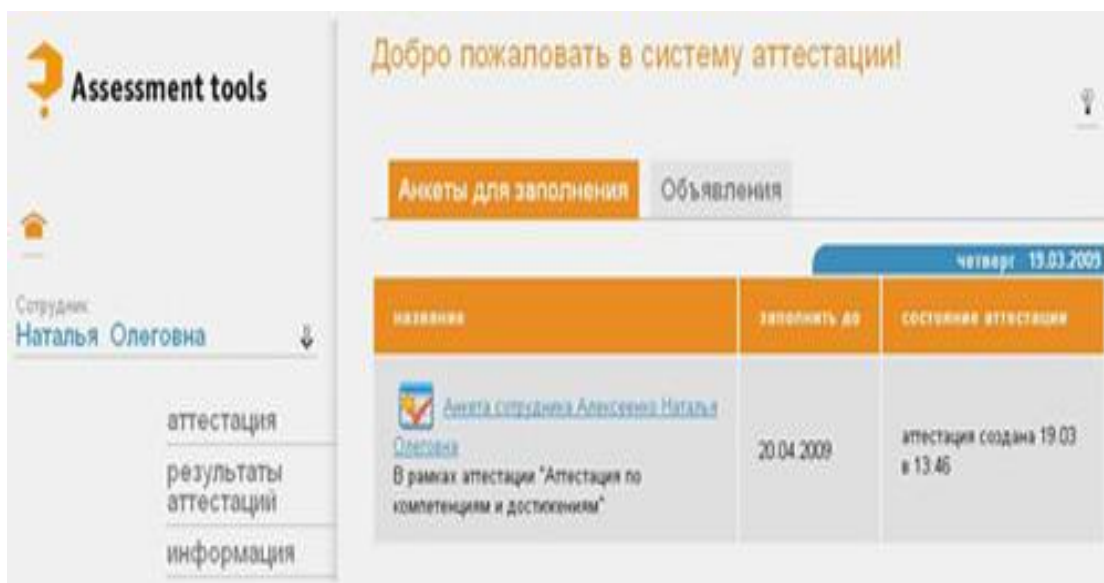 Assessment tools
Сотрудник
Наталья Олеговна
аттестация
результаты
аттестаций
информация
Добро пожаловать в систему аттестации!
Анкеты для заполнения
Объявления
четверг 19.03.2009
название
заполнить до
состояние аттестации
Анкета сотрудника Алексеенко Наталья
Олеговна
В рамках аттестации "Аттестация по
компетенциям и достижениям"
20.04.2009
аттестация создана 19.03
в 13:46